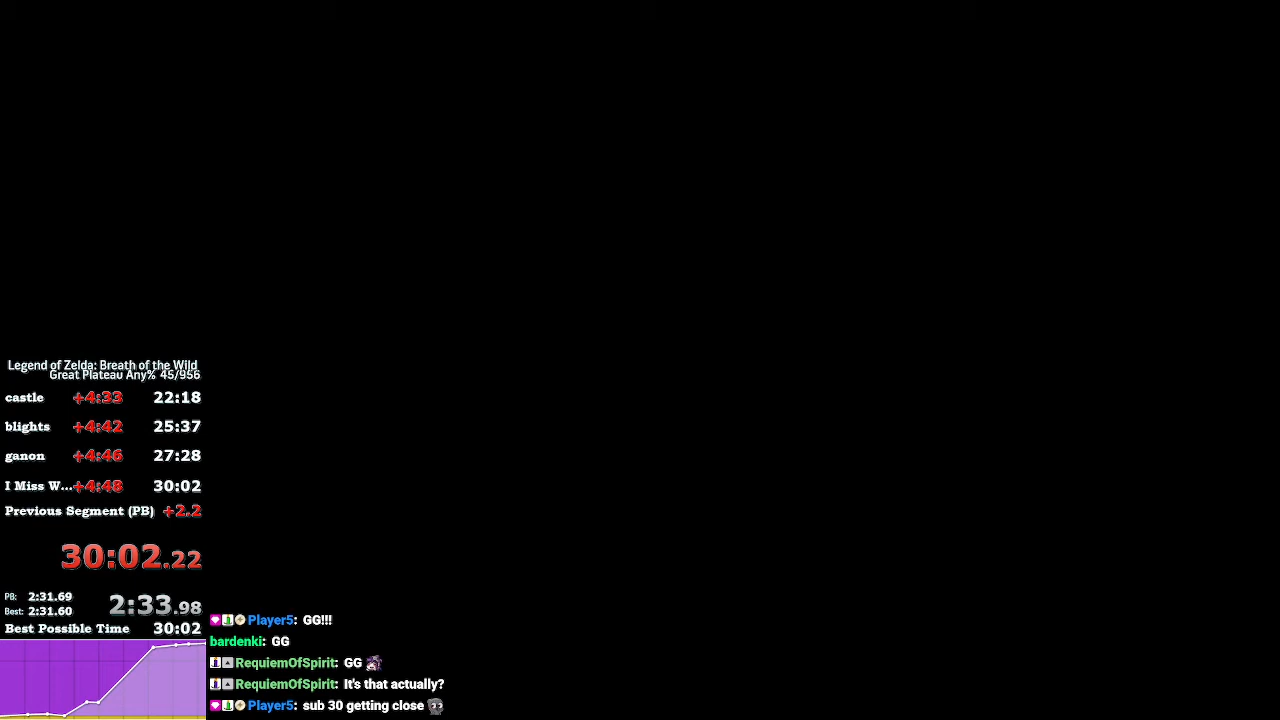 Legend of Zelda: Breath of the Wild
Great Plateau Any% 45/956
castle +4:33 22:18
blights +4:42 25:37
ganon +4:46 27:28
I Miss W... +4:48 30:02
Previous Segment (PB) +2.2
30:02.22
PB: 2:31.69
Best: 2:31.60
2:33.98
Best Possible Time 30:02
Player5: GG!!!
bardenki: GG
RequiemOfSpirit: GG
RequiemOfSpirit: It's that actually?
Player5: sub 30 getting close